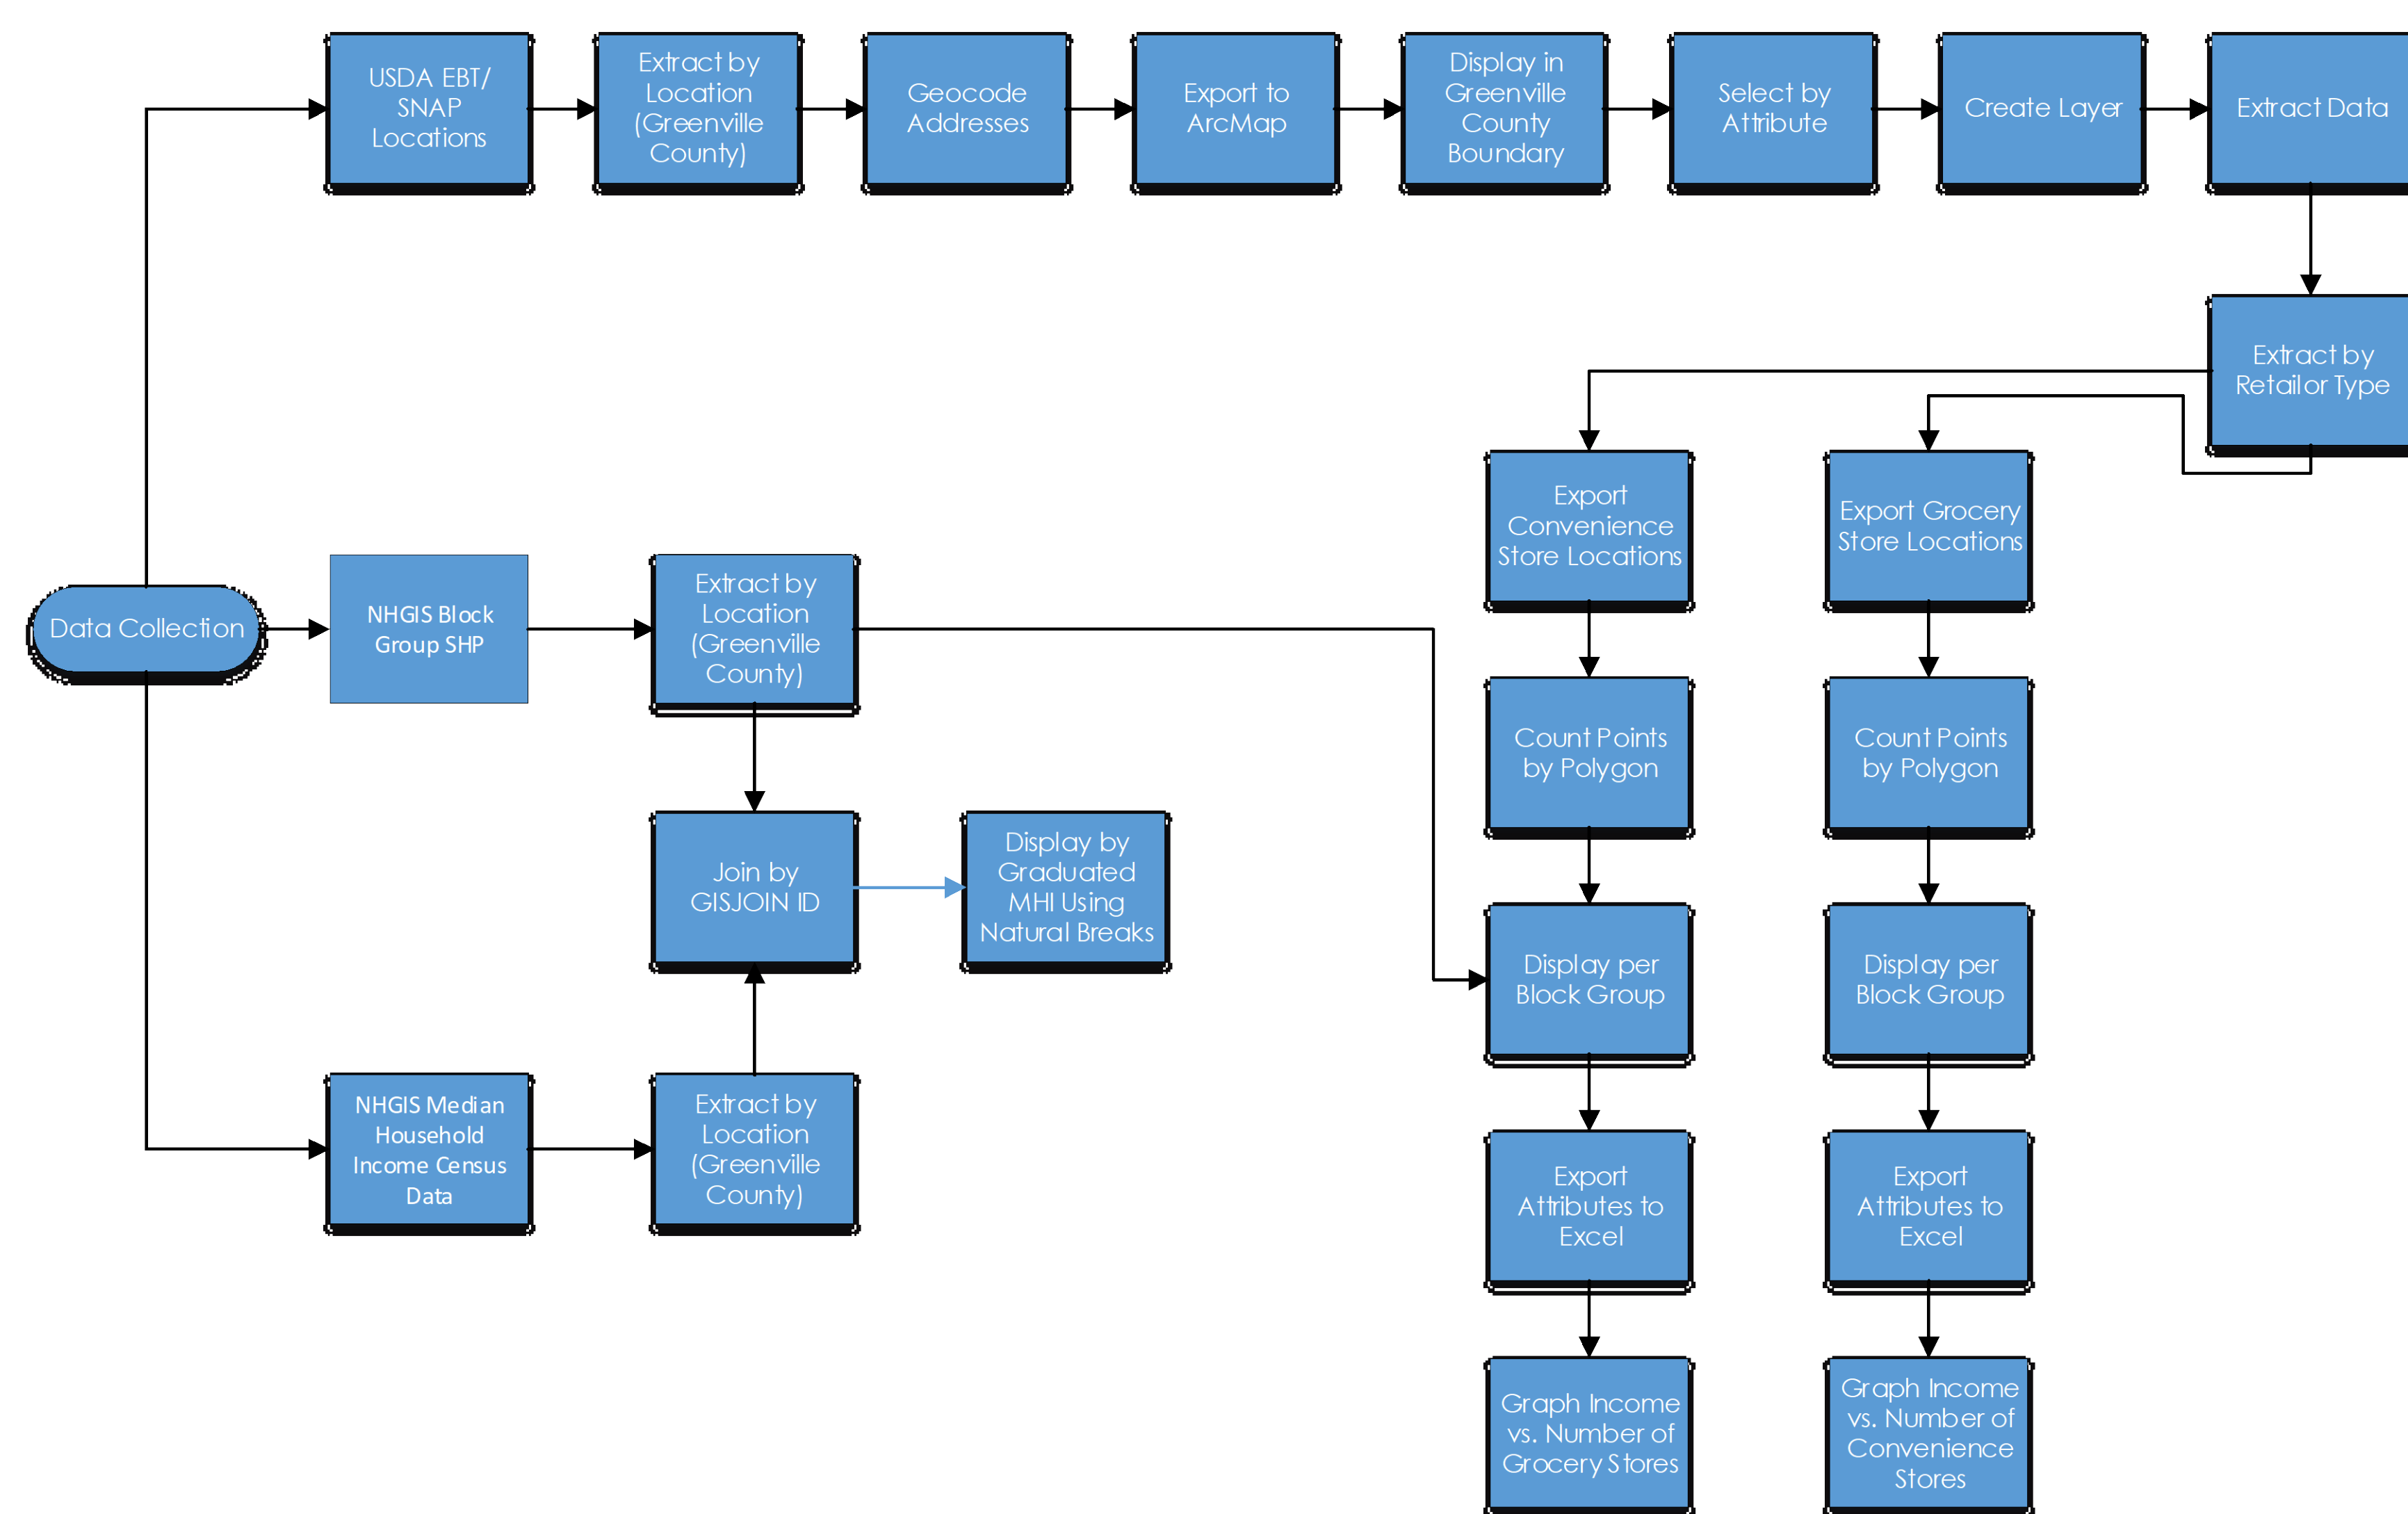 USDA EBT/
SNAP
Locations
Extract by
Location
(Greenville
County)
Geocode
Addresses
Export to
ArcMap
Display in
Greenville
County
Boundary
Select by
Attribute
Create Layer
Extract Data
Extract by
Retailor Type
Export
Convenience
Store Locations
Export Grocery
Store Locations
Data Collection
NHGIS Block
Group SHP
Extract by
Location
(Greenville
County)
Count Points
by Polygon
Count Points
by Polygon
Join by
GISJOIN ID
Display by
Graduated
MHI Using
Natural Breaks
Display per
Block Group
Display per
Block Group
NHGIS Median
Household
Income Census
Data
Extract by
Location
(Greenville
County)
Export
Attributes to
Excel
Export
Attributes to
Excel
Graph Income
vs. Number of
Grocery Stores
Graph Income
vs. Number of
Convenience
Stores